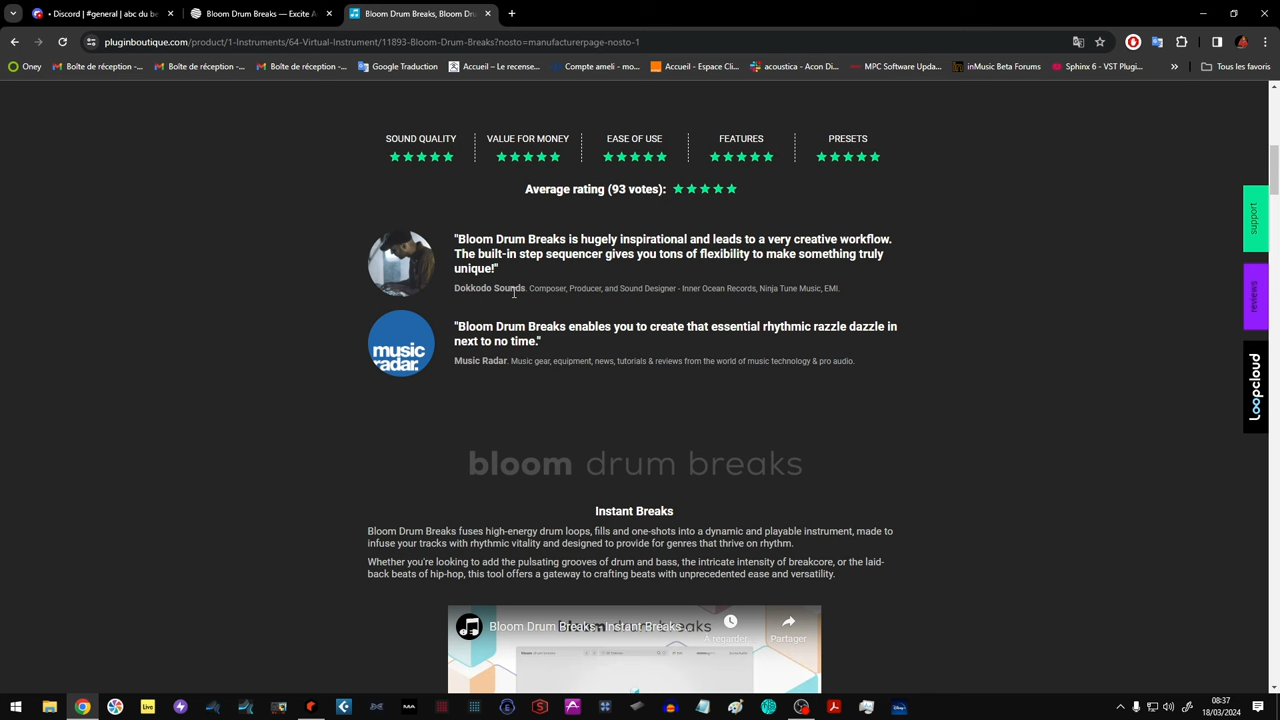 • Discord | #general | abc du be
Bloom Drum Breaks — Excite A
Bloom Drum Breaks, Bloom Dru
pluginboutique.com/product/1-Instruments/64-Virtual-Instrument/11893-Bloom-Drum-Breaks?nosto=manufacturerpage-nosto-1
Oney
Boîte de réception -...
Boîte de réception -...
Boîte de réception -...
Google Traduction
Accueil – Le recense...
Compte ameli - mo...
Accueil - Espace Cli...
acoustica - Acon Di...
MPC Software Upda...
inMusic Beta Forums
Sphinx 6 - VST Plugi...
Tous les favoris
SOUND QUALITY
VALUE FOR MONEY
EASE OF USE
FEATURES
PRESETS
Average rating (93 votes):
"Bloom Drum Breaks is hugely inspirational and leads to a very creative workflow.
The built-in step sequencer gives you tons of flexibility to make something truly
unique!"
Dokkodo Sounds. Composer, Producer, and Sound Designer - Inner Ocean Records, Ninja Tune Music, EMI.
music
radar.
"Bloom Drum Breaks enables you to create that essential rhythmic razzle dazzle in
next to no time."
Music Radar. Music gear, equipment, news, tutorials & reviews from the world of music technology & pro audio.
support
reviews
Loopcloud
bloom drum breaks
Instant Breaks
Bloom Drum Breaks fuses high-energy drum loops, fills and one-shots into a dynamic and playable instrument, made to
infuse your tracks with rhythmic vitality and designed to provide for genres that thrive on rhythm.
Whether you're looking to add the pulsating grooves of drum and bass, the intricate intensity of breakcore, or the laid-
back beats of hip-hop, this tool offers a gateway to crafting beats with unprecedented ease and versatility.
Bloom Drum Breaks - Instant Breaks
À regarder
Partager
Live
08:37
18/03/2024